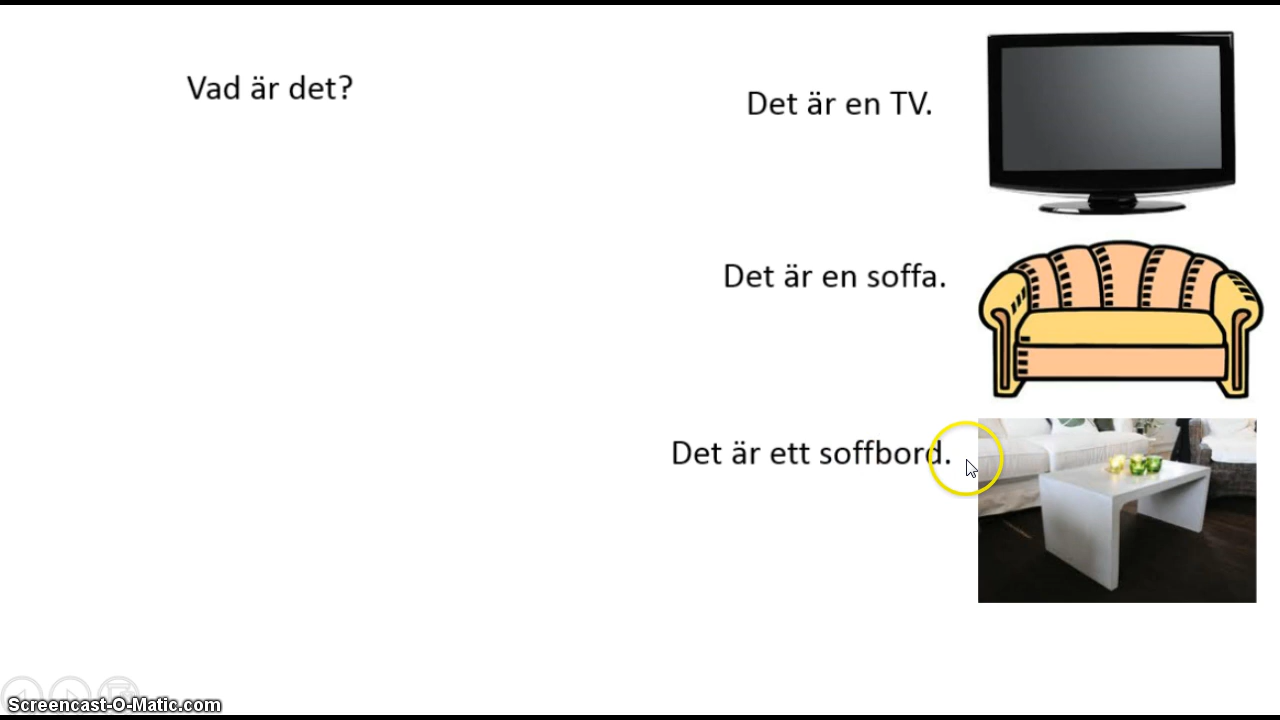 Vad är det?
Det är en TV.
Det är en soffa.
Det är ett soffbord.
Screencast-O-Matic.com